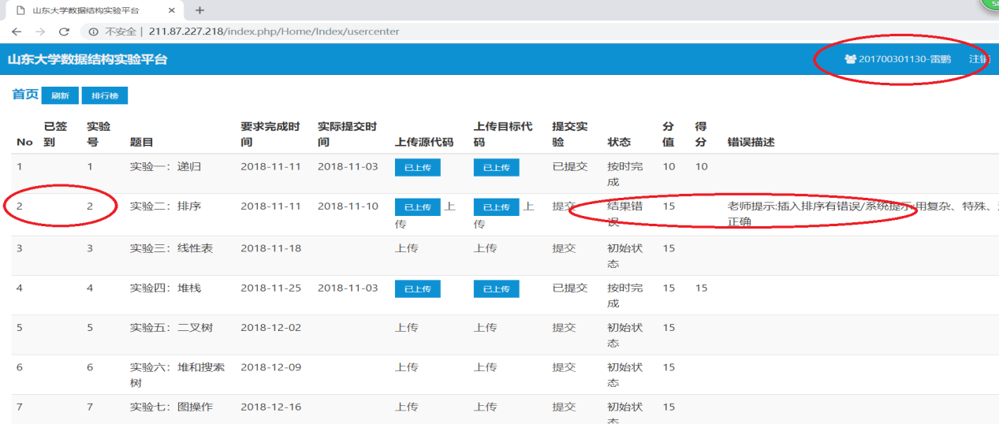 58
山东大学数据结构实验平台 × +
不安全 | 211.87.227.218/index.php/Home/Index/usercenter
山东大学数据结构实验平台 201700301130-雷鹏 注销
首页 刷新 排行榜
No 已签到 实验号 题目 要求完成时间 实际提交时间 上传源代码 上传目标代码 提交实验 状态 分值 得分 错误描述
1 1 实验一：递归 2018-11-11 2018-11-03 已上传 已上传 已提交 按时完成 10 10
2 2 实验二：排序 2018-11-11 2018-11-10 已上传 上传 已上传 上传 提交 结果错误 15 老师提示:插入排序有错误/系统提示:用复杂、特殊、
正确
3 3 实验三：线性表 2018-11-18 上传 上传 提交 初始状态 15
4 4 实验四：堆栈 2018-11-25 2018-11-03 已上传 已上传 已提交 按时完成 15 15
5 5 实验五：二叉树 2018-12-02 上传 上传 提交 初始状态 15
6 6 实验六：堆和搜索树 2018-12-09 上传 上传 提交 初始状态 15
7 7 实验七：图操作 2018-12-16 上传 上传 提交 初始状态 15